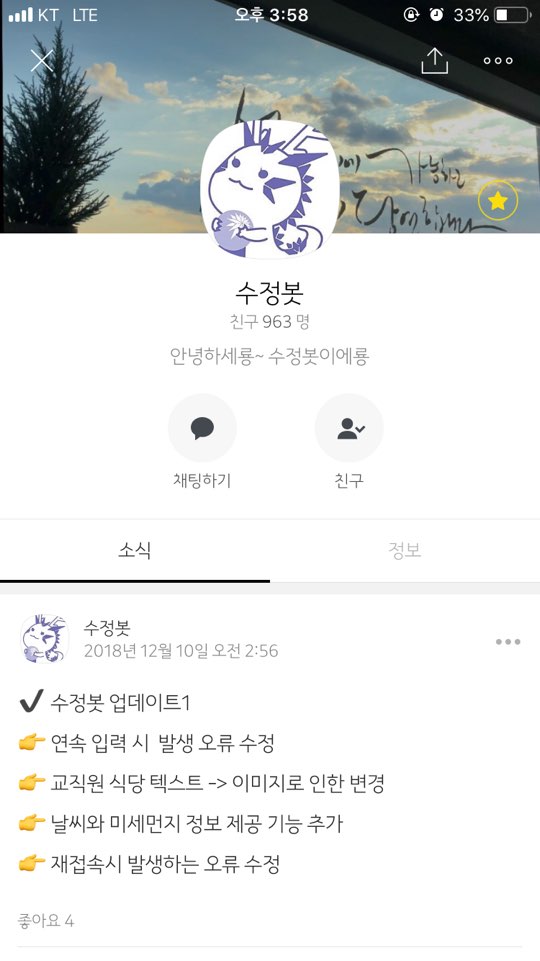 KT LTE 오후 3:58 33%
가능하고
수정봇
친구 963 명
안녕하세룡~ 수정봇이에룡
채팅하기 친구
소식 정보
수정봇
2018년 12월 10일 오전 2:56
✔ 수정봇 업데이트1
👉 연속 입력 시 발생 오류 수정
👉 교직원 식당 텍스트 -> 이미지로 인한 변경
👉 날씨와 미세먼지 정보 제공 기능 추가
👉 재접속시 발생하는 오류 수정
좋아요 4